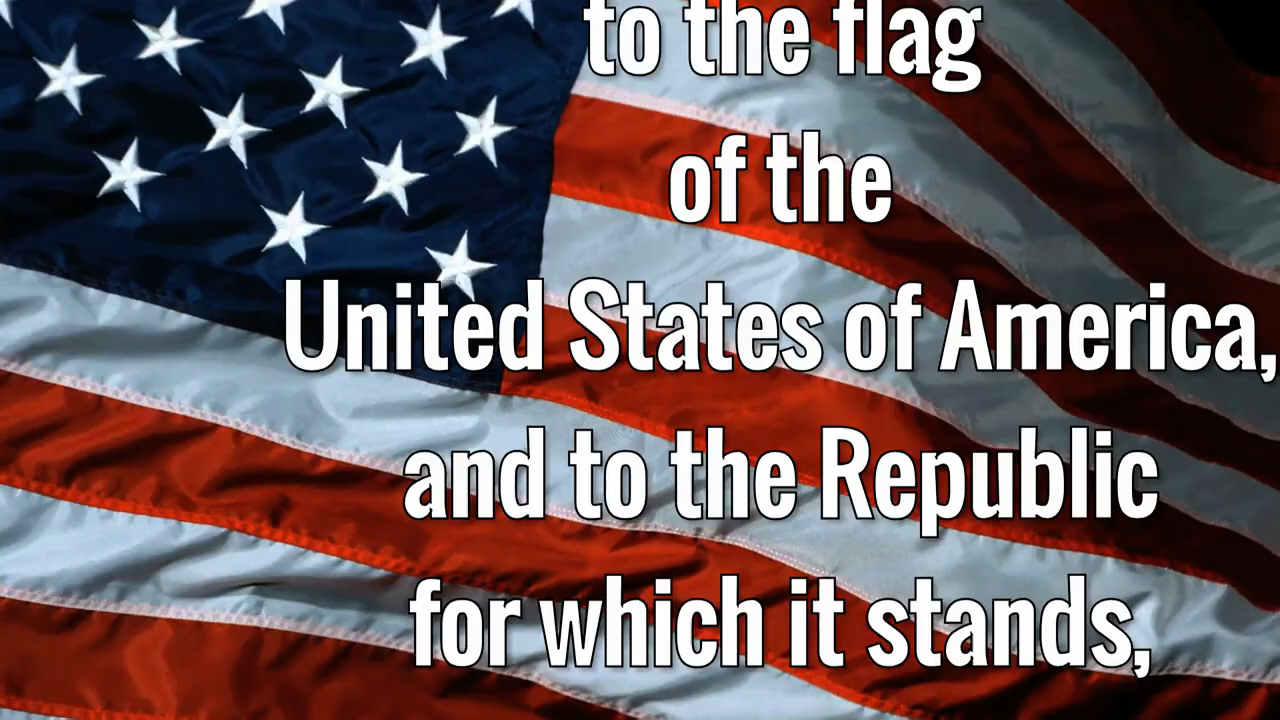 to the flag
of the
United States of America,
and to the Republic
for which it stands,